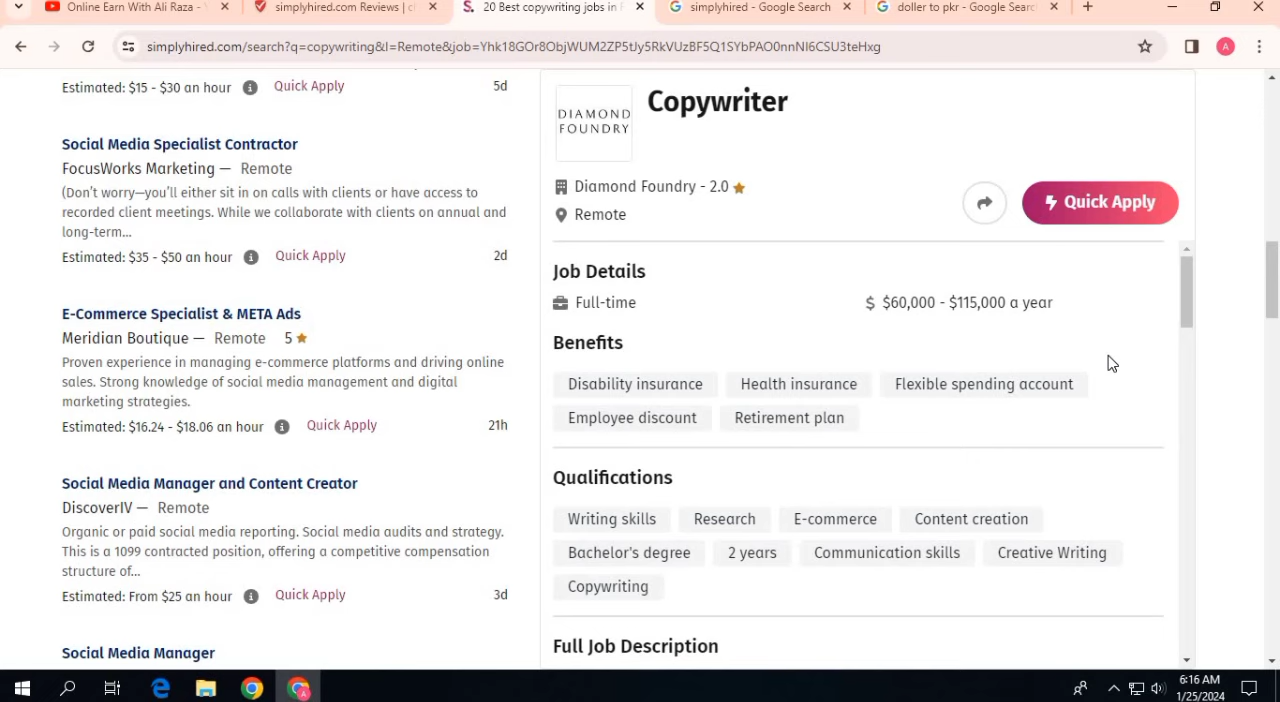 Online Earn With Ali Raza - Y
simplyhired.com Reviews | c
20 Best copywriting jobs in F
simplyhired - Google Search
doller to pkr - Google Search
simplyhired.com/search?q=copywriting&l=Remote&job=Yhk18GOr8ObjWUM2ZP5tJy5RkVUzBF5Q1SYbPAO0nnNI6CSU3teHxg
A
Estimated: $15 - $30 an hour
Quick Apply
5d
Social Media Specialist Contractor
FocusWorks Marketing — Remote
(Don’t worry—you’ll either sit in on calls with clients or have access to
recorded client meetings. While we collaborate with clients on annual and
long-term...
Estimated: $35 - $50 an hour
Quick Apply
2d
E-Commerce Specialist & META Ads
Meridian Boutique — Remote 5
Proven experience in managing e-commerce platforms and driving online
sales. Strong knowledge of social media management and digital
marketing strategies.
Estimated: $16.24 - $18.06 an hour
Quick Apply
21h
Social Media Manager and Content Creator
DiscoverIV — Remote
Organic or paid social media reporting. Social media audits and strategy.
This is a 1099 contracted position, offering a competitive compensation
structure of...
Estimated: From $25 an hour
Quick Apply
3d
Social Media Manager
DIAMOND
FOUNDRY
Copywriter
Diamond Foundry - 2.0
Remote
Quick Apply
Job Details
Full-time
$ $60,000 - $115,000 a year
Benefits
Disability insurance
Health insurance
Flexible spending account
Employee discount
Retirement plan
Qualifications
Writing skills
Research
E-commerce
Content creation
Bachelor's degree
2 years
Communication skills
Creative Writing
Copywriting
Full Job Description
6:16 AM
1/25/2024